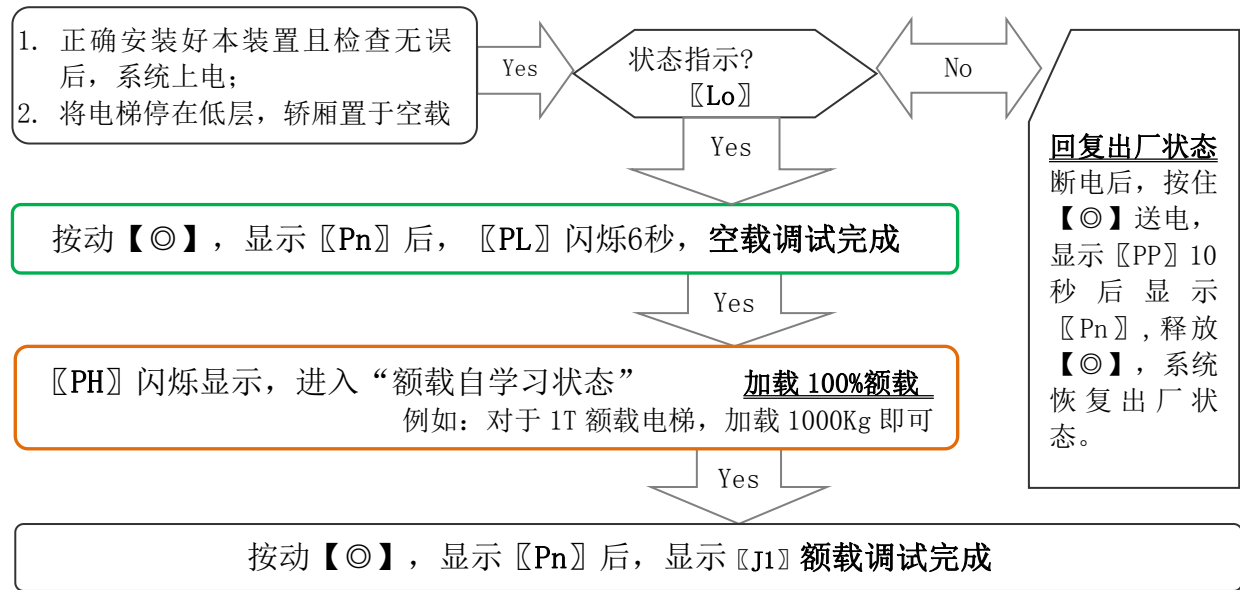 1. 正确安装好本装置且检查无误
后，系统上电；
2. 将电梯停在低层，轿厢置于空载
Yes
状态指示?
〖Lo〗
No
Yes
回复出厂状态
断电后，按住
【◎】送电，
显示〖PP〗10
秒后显示
〖Pn〗,释放
【◎】，系统
恢复出厂状
态。
按动【◎】，显示〖Pn〗后，〖PL〗闪烁6秒，空载调试完成
Yes
〖PH〗闪烁显示，进入“额载自学习状态” 加载 100%额载
例如：对于 1T 额载电梯，加载 1000Kg 即可
Yes
按动【◎】，显示〖Pn〗后，显示〖J1〗额载调试完成